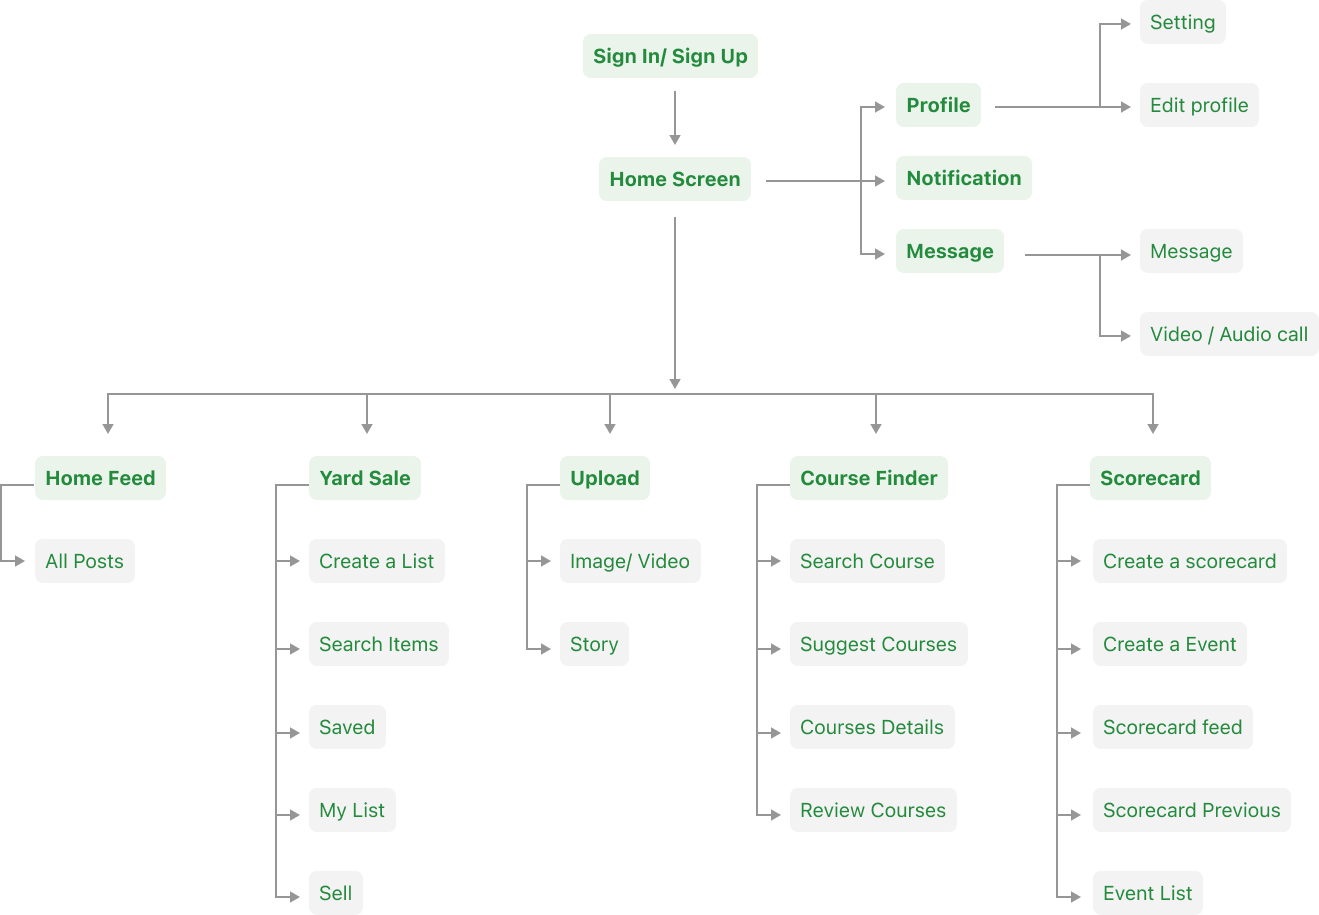 Sign In/ Sign Up
Home Screen
Profile
Setting
Edit profile
Notification
Message
Message
Video / Audio call
Home Feed
All Posts
Yard Sale
Create a List
Search Items
Saved
My List
Sell
Upload
Image/ Video
Story
Course Finder
Search Course
Suggest Courses
Courses Details
Review Courses
Scorecard
Create a scorecard
Create a Event
Scorecard feed
Scorecard Previous
Event List